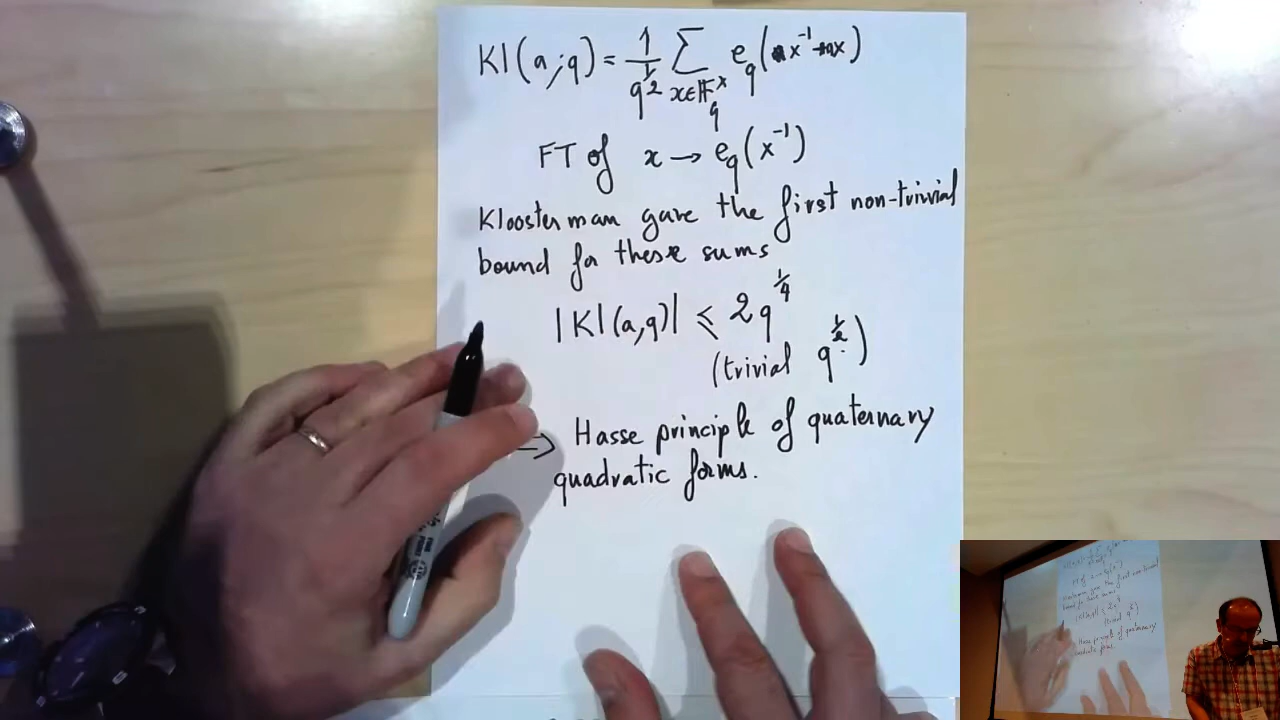 Kl(a;q) = 1/q^{1/2} ∑_{x∈𝔽_q^×} e_q(x^{-1}+ax)
FT of x → e_q(x^{-1})
Kloosterman gave the first non-trivial
bound for these sums
|Kl(a,q)| ⩽ 2q^{1/4}
(trivial q^{1/2})
⇒ Hasse principle of quaternary
quadratic forms.